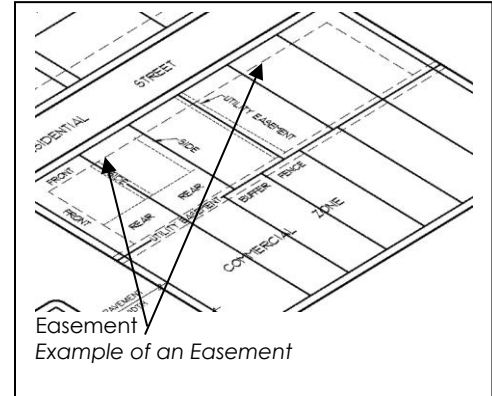 STREET
SIDENTIAL
UTILITY EASEMENT
SIDE
FRONT
SIDE
REAR
BUFFER
FENCE
FRONT
REAR
UTILITY EASEMENT
ZONE
COMMERCIAL
Easement
Example of an Easement